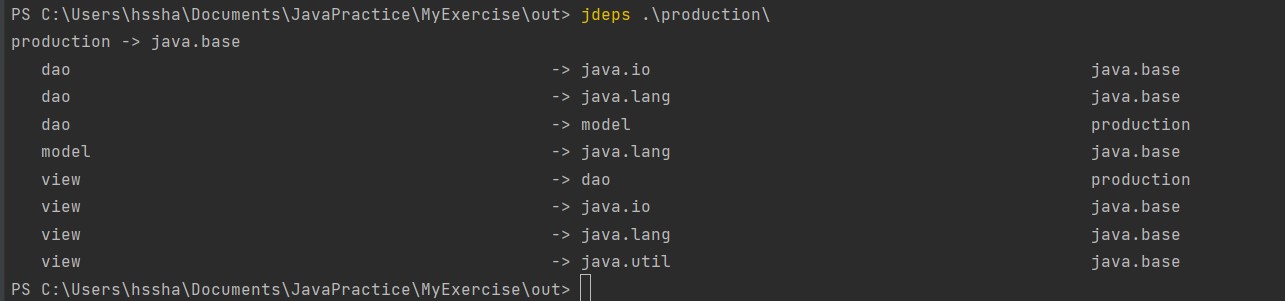 PS C:\Users\hssha\Documents\JavaPractice\MyExercise\out> jdeps .\production\
production -> java.base
   dao                                                -> java.io                                            java.base
   dao                                                -> java.lang                                          java.base
   dao                                                -> model                                              production
   model                                              -> java.lang                                          java.base
   view                                               -> dao                                                production
   view                                               -> java.io                                            java.base
   view                                               -> java.lang                                          java.base
   view                                               -> java.util                                          java.base
PS C:\Users\hssha\Documents\JavaPractice\MyExercise\out>